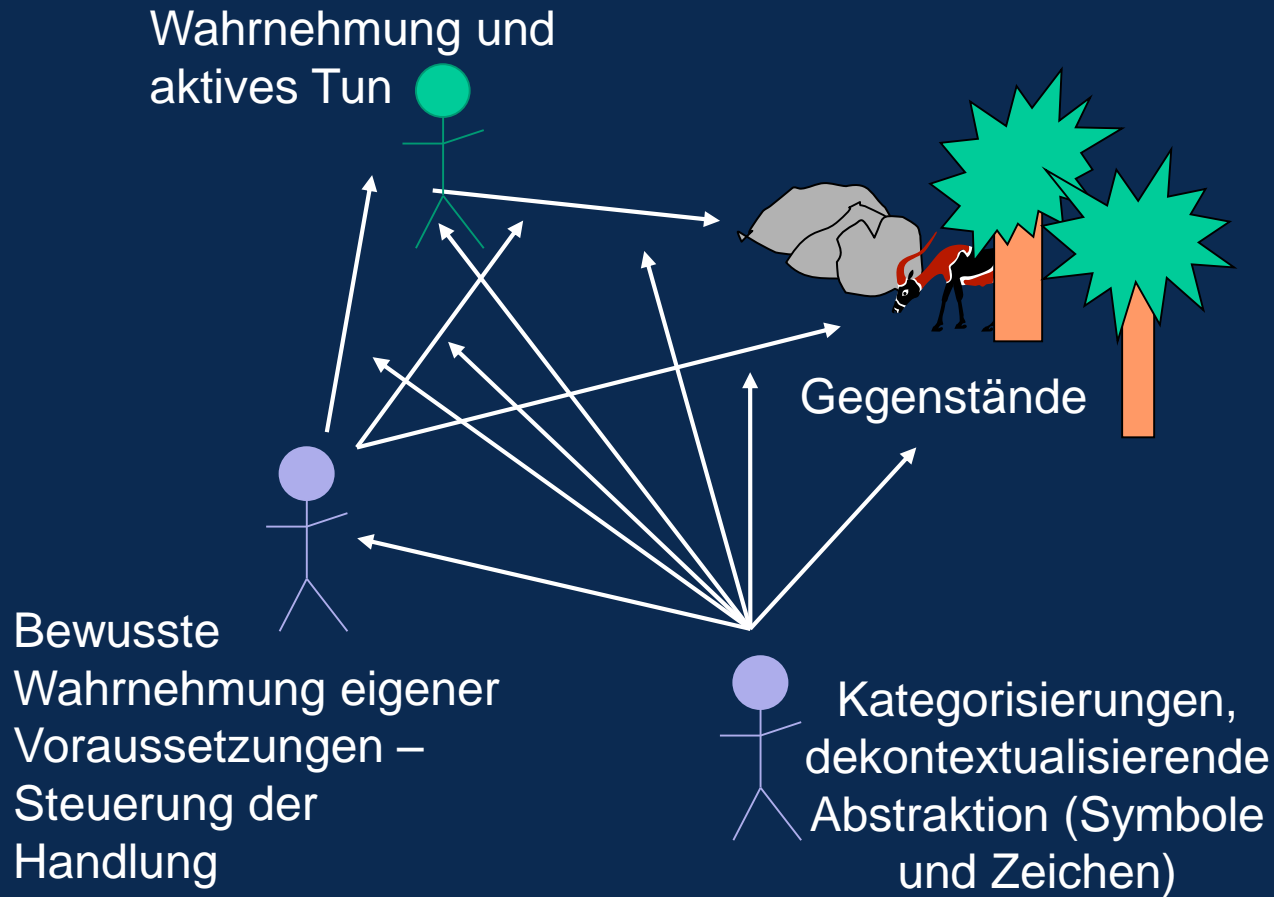 Wahrnehmung und
aktives Tun
Gegenstände
Bewusste
Wahrnehmung eigener
Voraussetzungen –
Steuerung der
Handlung
Kategorisierungen,
dekontextualisierende
Abstraktion (Symbole
und Zeichen)